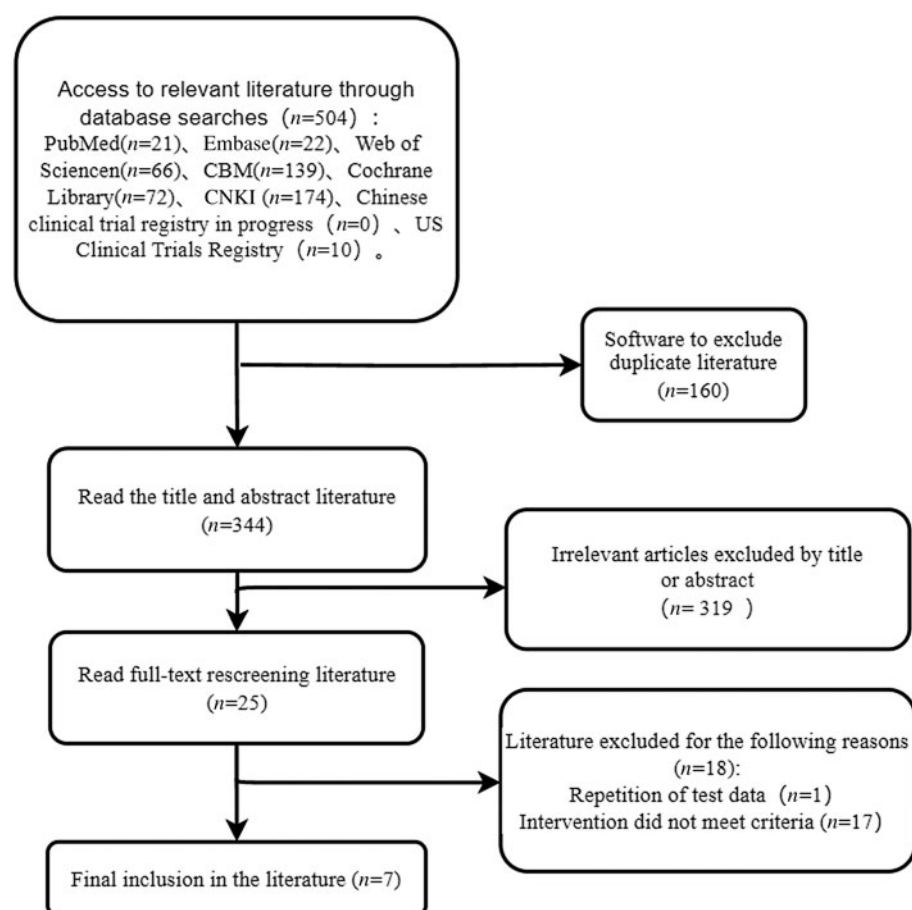 Access to relevant literature through
database searches（n=504）:
PubMed(n=21)、Embase(n=22)、Web of
Sciencen(n=66)、CBM(n=139)、Cochrane
Library(n=72)、CNKI (n=174)、Chinese
clinical trial registry in progress（n=0）、US
Clinical Trials Registry（n=10）。
Software to exclude
duplicate literature
(n=160)
Read the title and abstract literature
(n=344)
Irrelevant articles excluded by title
or abstract
（n= 319 ）
Read full-text rescreening literature
(n=25)
Literature excluded for the following reasons
(n=18):
Repetition of test data（n=1）
Intervention did not meet criteria (n=17)
Final inclusion in the literature (n=7)